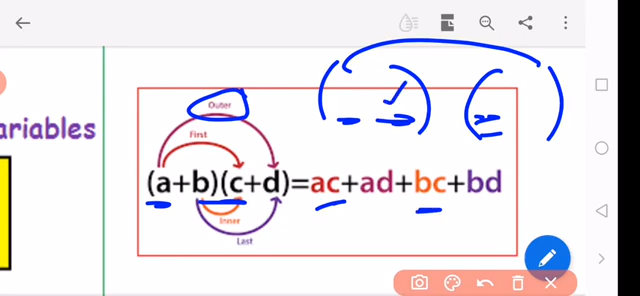 ariables
Outer
First
(a+b)(c+d)=ac+ad+bc+bd
Inner
Last